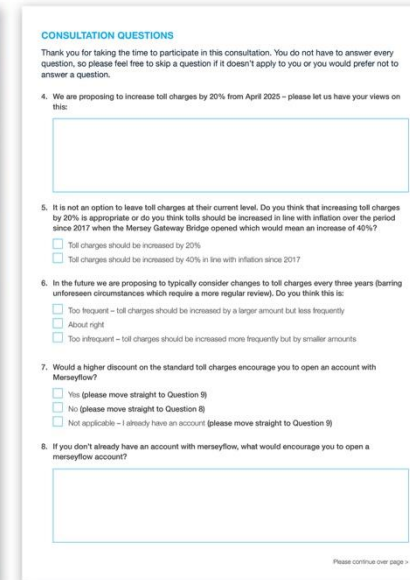 CONSULTATION QUESTIONS
Thank you for taking the time to participate in this consultation. You do not have to answer every
question, so please feel free to skip a question if it doesn't apply to you or you would prefer not to
answer a question.
4. We are proposing to increase toll charges by 20% from April 2025 – please let us have your views on
this:
5. It is not an option to leave toll charges at their current level. Do you think that increasing toll charges
by 20% is appropriate or do you think tolls should be increased in line with inflation over the period
since 2017 when the Mersey Gateway Bridge opened which would mean an increase of 40%?
Toll charges should be increased by 20%
Toll charges should be increased by 40% in line with inflation since 2017
6. In the future we are proposing to typically consider changes to toll charges every three years (barring
unforeseen circumstances which require a more regular review). Do you think this is:
Too frequent – toll charges should be increased by a larger amount but less frequently
About right
Too infrequent – toll charges should be increased more frequently but by smaller amounts
7. Would a higher discount on the standard toll charges encourage you to open an account with
Merseyflow?
Yes (please move straight to Question 9)
No (please move straight to Question 8)
Not applicable – I already have an account (please move straight to Question 9)
8. If you don't already have an account with merseyflow, what would encourage you to open a
merseyflow account?
Please continue over page >